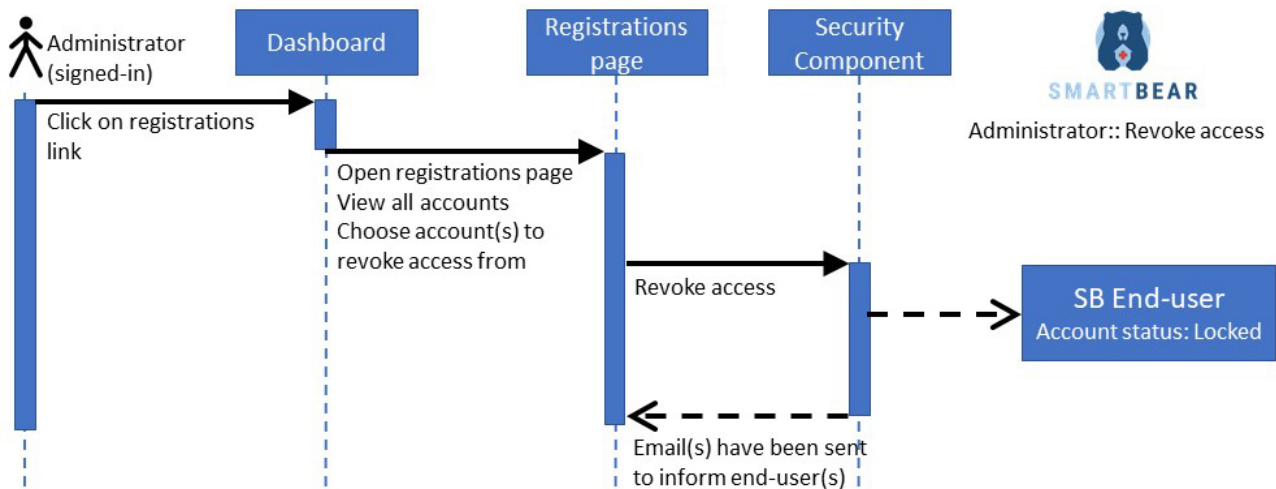 Administrator
(signed-in)
Dashboard
Registrations
page
Security
Component
SMARTBEAR
Administrator:: Revoke access
Click on registrations
link
Open registrations page
View all accounts
Choose account(s) to
revoke access from
Revoke access
SB End-user
Account status: Locked
Email(s) have been sent
to inform end-user(s)